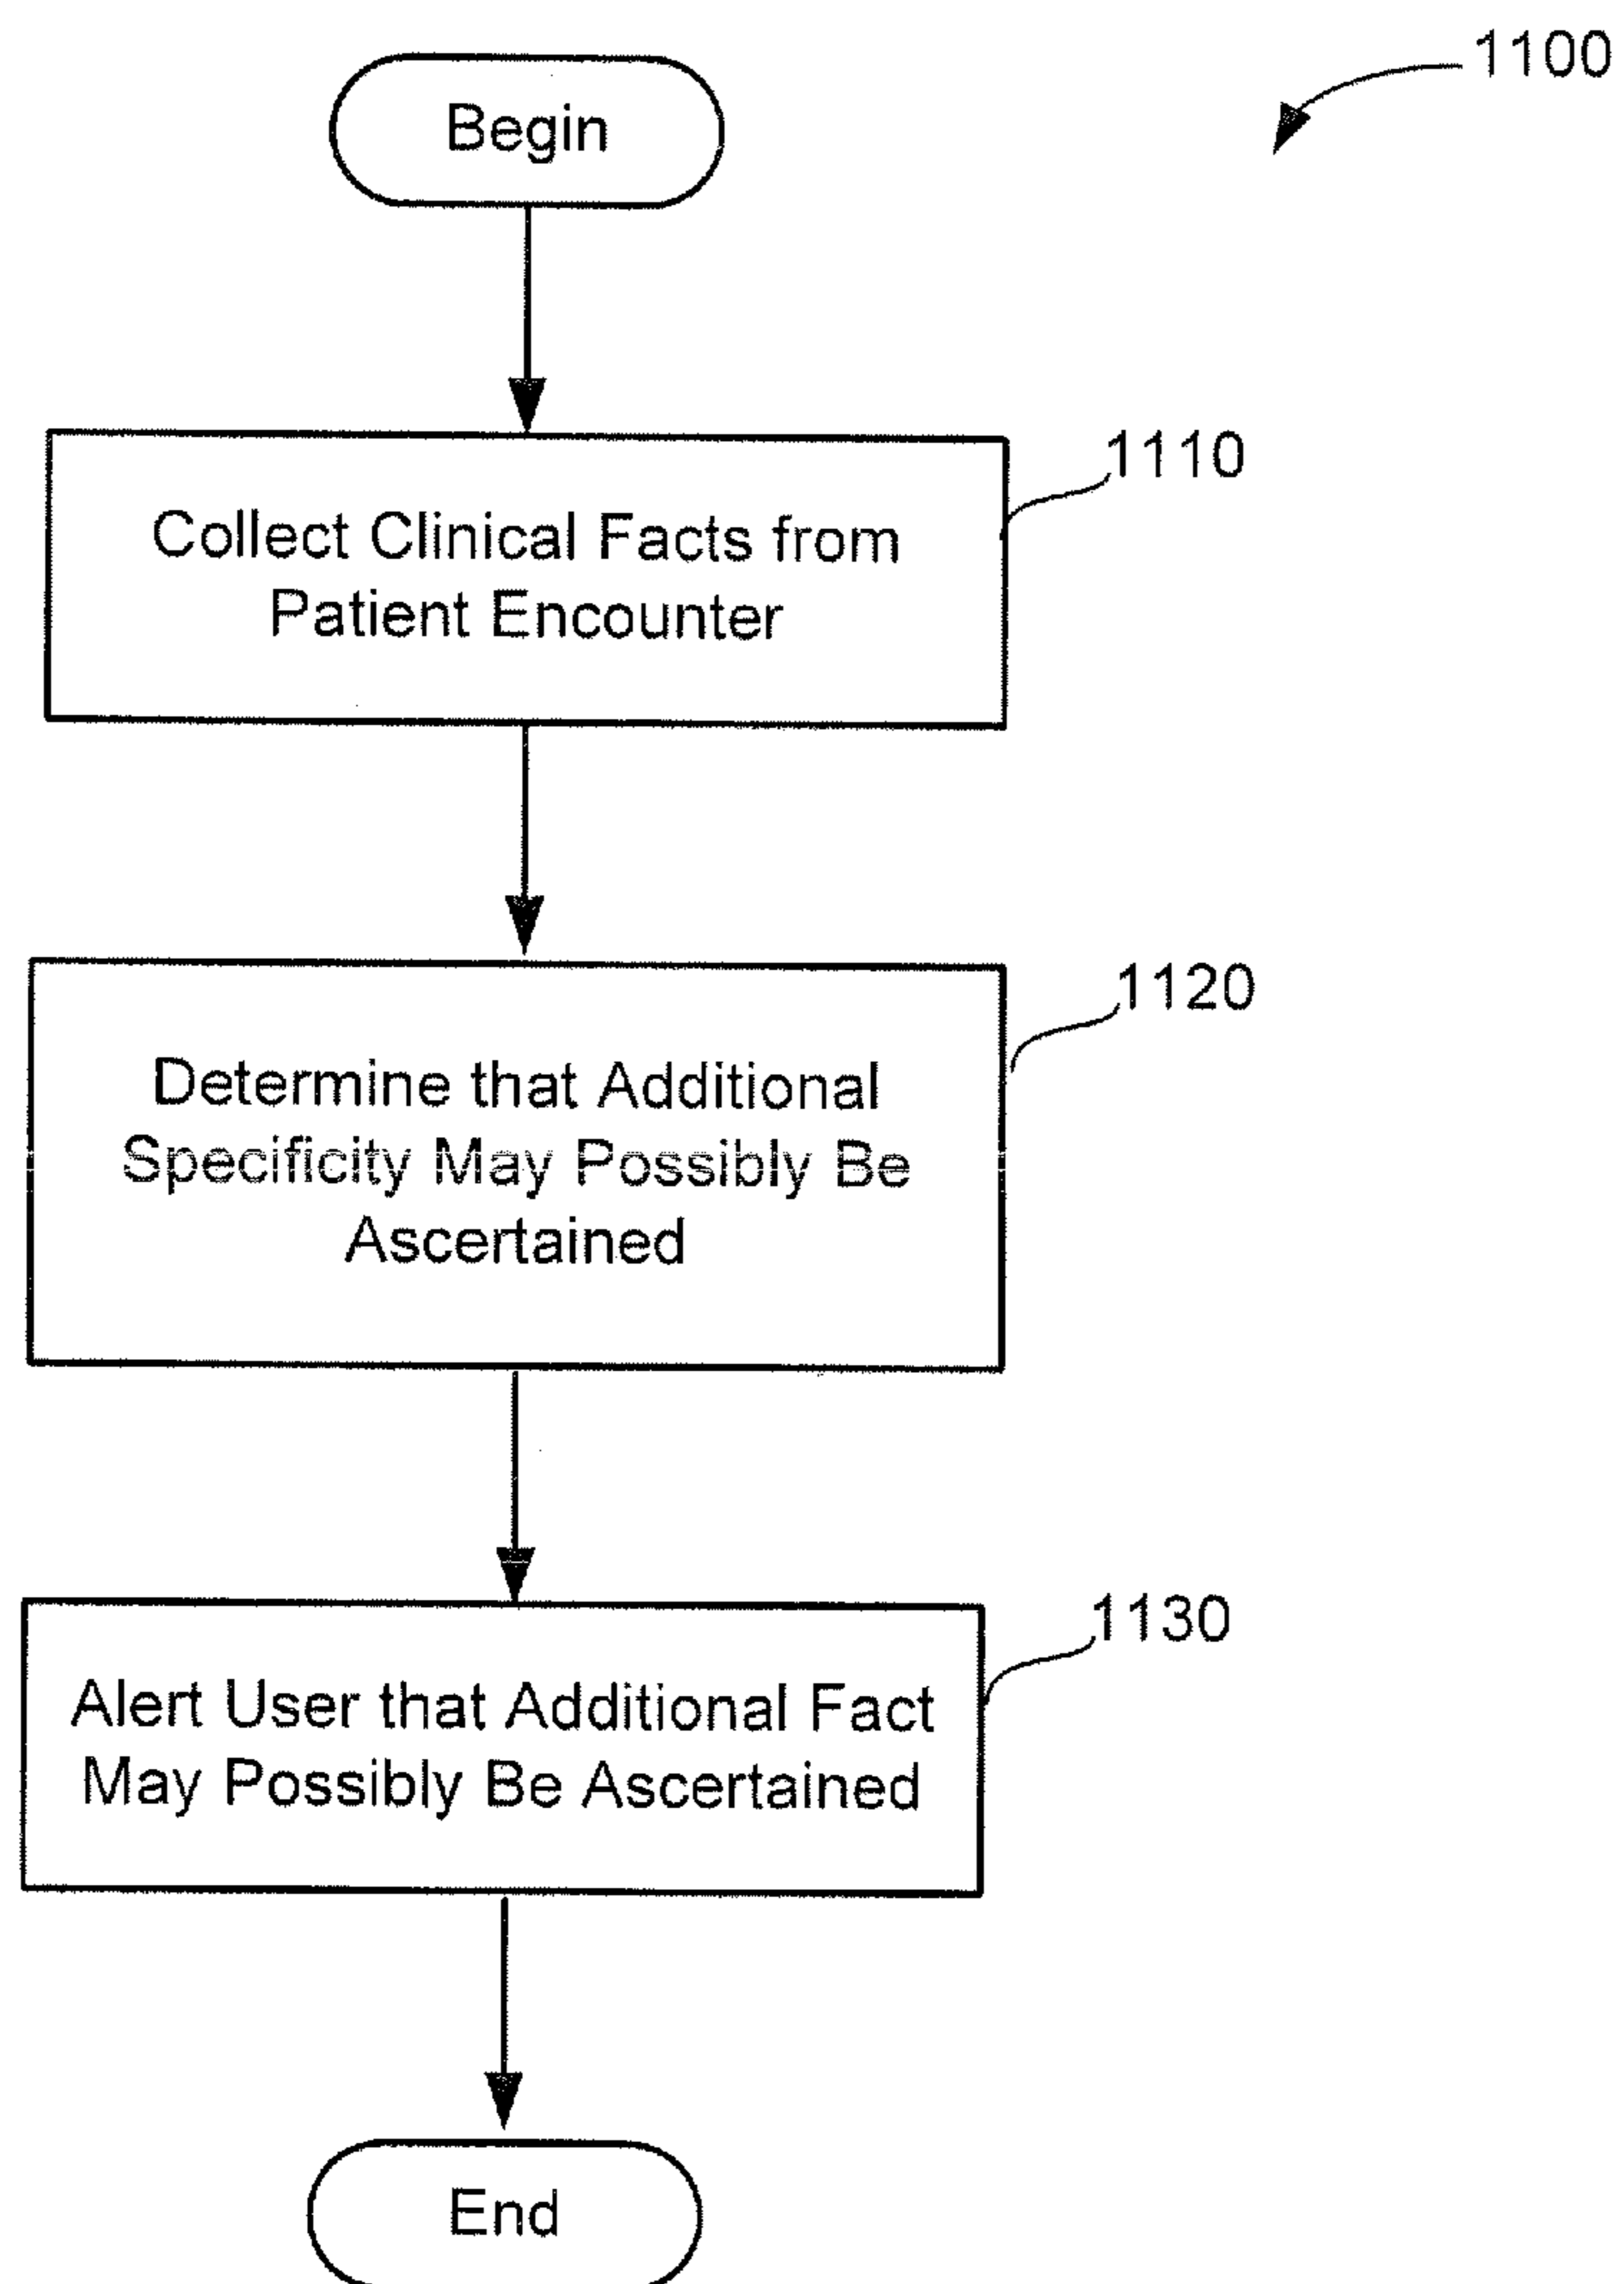 1100
Begin
1110
Collect Clinical Facts from
Patient Encounter
1120
Determine that Additional
Specificity May Possibly Be
Ascertained
1130
Alert User that Additional Fact
May Possibly Be Ascertained
End